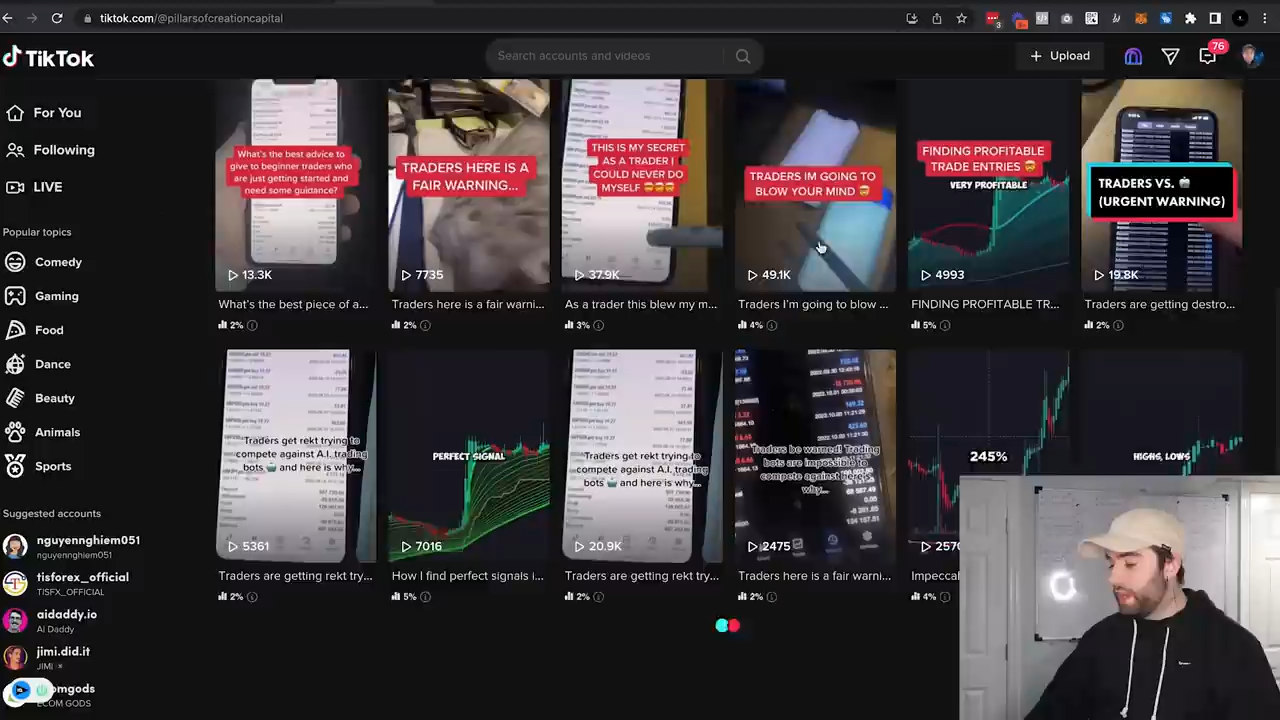 tiktok.com/@pillarsofcreationcapital
3
TikTok
Search accounts and videos
Upload
76
For You
Following
LIVE
Popular topics
Comedy
Gaming
Food
Dance
Beauty
Animals
Sports
Suggested accounts
nguyennghiem051
nguyennghiem051
tisforex_official
TISFX_OFFICIAL
aidaddy.io
AI Daddy
jimi.did.it
JIMI ×
omgods
ECOM GODS
What's the best advice to
give to beginner traders who
are just getting started and
need some guidance?
13.3K
What's the best piece of a...
2%
TRADERS HERE IS A
FAIR WARNING...
7735
Traders here is a fair warni...
2%
THIS IS MY SECRET
AS A TRADER I
COULD NEVER DO
MYSELF
37.9K
As a trader this blew my m...
3%
TRADERS IM GOING TO
BLOW YOUR MIND
49.1K
Traders I'm going to blow ...
4%
FINDING PROFITABLE
TRADE ENTRIES
VERY PROFITABLE
4993
FINDING PROFITABLE TR...
5%
TRADERS VS.
(URGENT WARNING)
19.8K
Traders are getting destro...
2%
Traders get rekt trying to
compete against A.I. trading
bots and here is why...
5361
Traders are getting rekt try...
2%
PERFECT SIGNAL
7016
How I find perfect signals i...
5%
Traders get rekt trying to
compete against A.I. trading
bots and here is why...
20.9K
Traders are getting rekt try...
2%
Traders be warned! Trading
bots are impossible to
compete against here's
why...
2475
Traders here is a fair warni...
2%
245%
2570
Impeccal
4%
HIGHS, LOWS